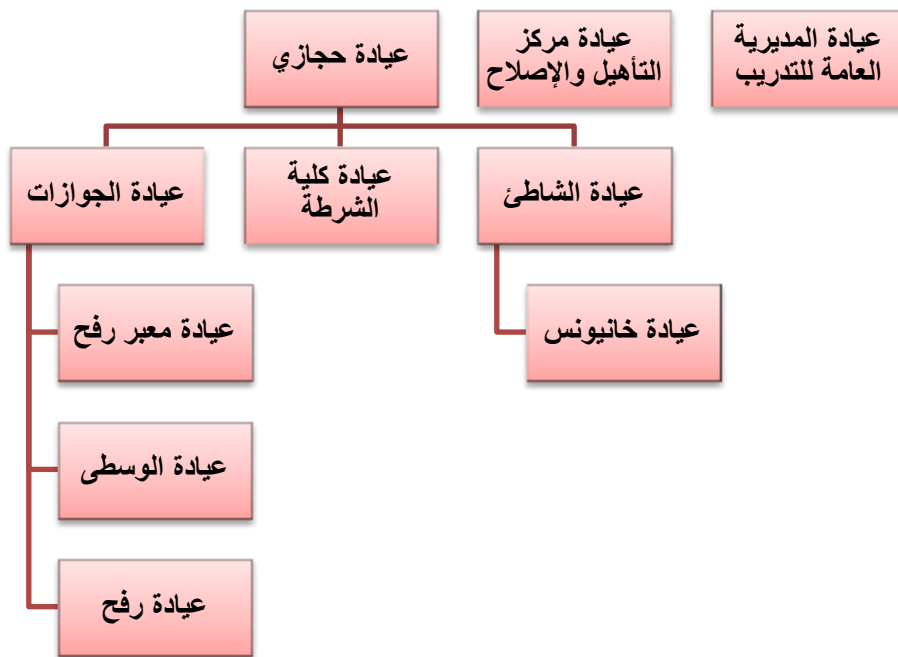 عيادة المديرية
العامة للتدريب
عيادة مركز
التأهيل والإصلاح
عيادة حجازي
عيادة الشاطئ
عيادة كلية
الشرطة
عيادة الجوازات
عيادة خانيونس
عيادة معبر رفح
عيادة الوسطى
عيادة رفح